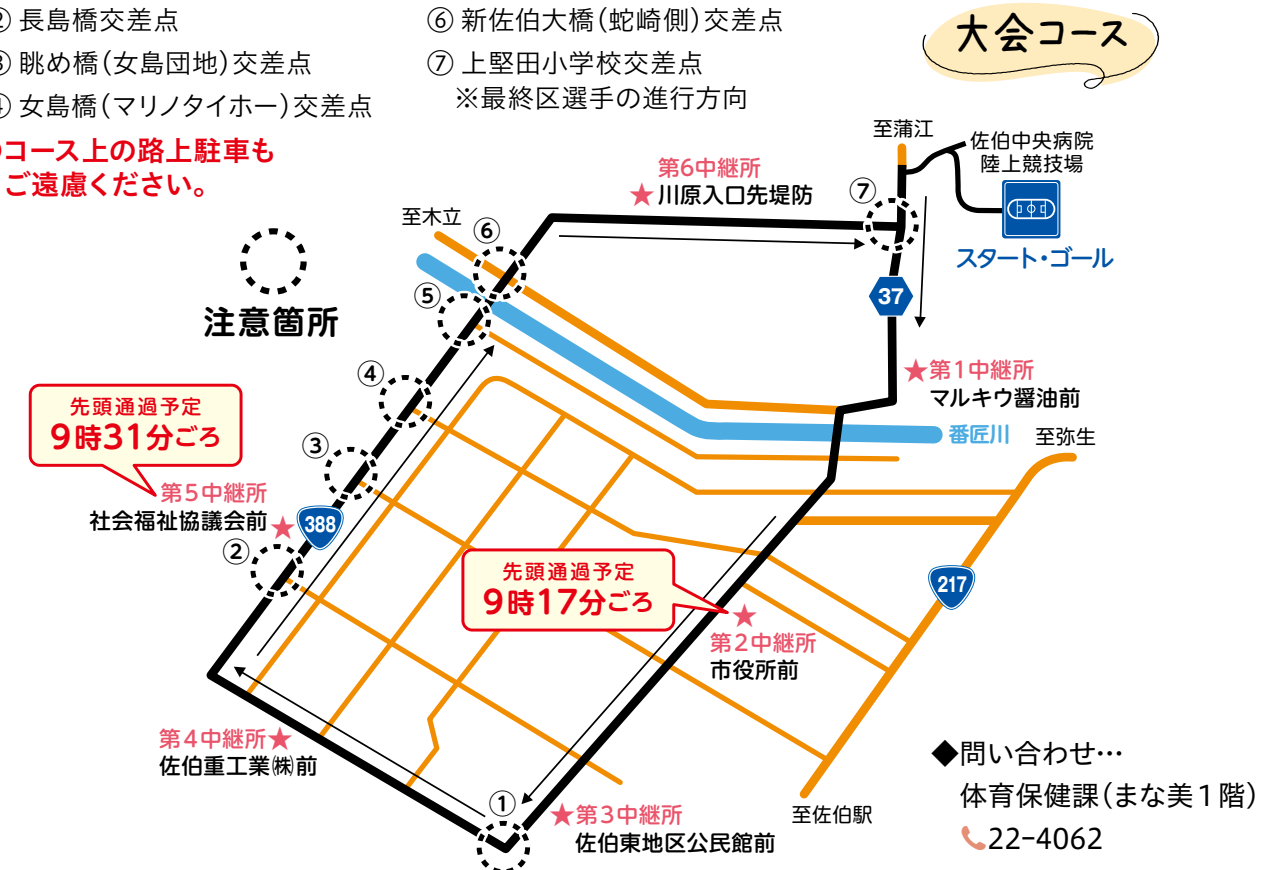 ② 長島橋交差点
③ 眺め橋(女島団地)交差点
④ 女島橋(マリノタイホー)交差点
コース上の路上駐車も
ご遠慮ください。
⑥ 新佐伯大橋(蛇崎側)交差点
⑦ 上堅田小学校交差点
※最終区選手の進行方向
大会コース
至蒲江
佐伯中央病院
陸上競技場
スタート・ゴール
第6中継所
★川原入口先堤防
⑦
至木立
⑥
⑤
注意箇所
37
④
★第1中継所
マルキウ醤油前
番匠川
至弥生
先頭通過予定
9時31分ごろ
③
第5中継所
社会福祉協議会前★
388
②
先頭通過予定
9時17分ごろ
217
★
第2中継所
市役所前
第4中継所★
佐伯重工業㈱前
①
★第3中継所
佐伯東地区公民館前
至佐伯駅
◆問い合わせ…
体育保健課(まな美1階)
22-4062